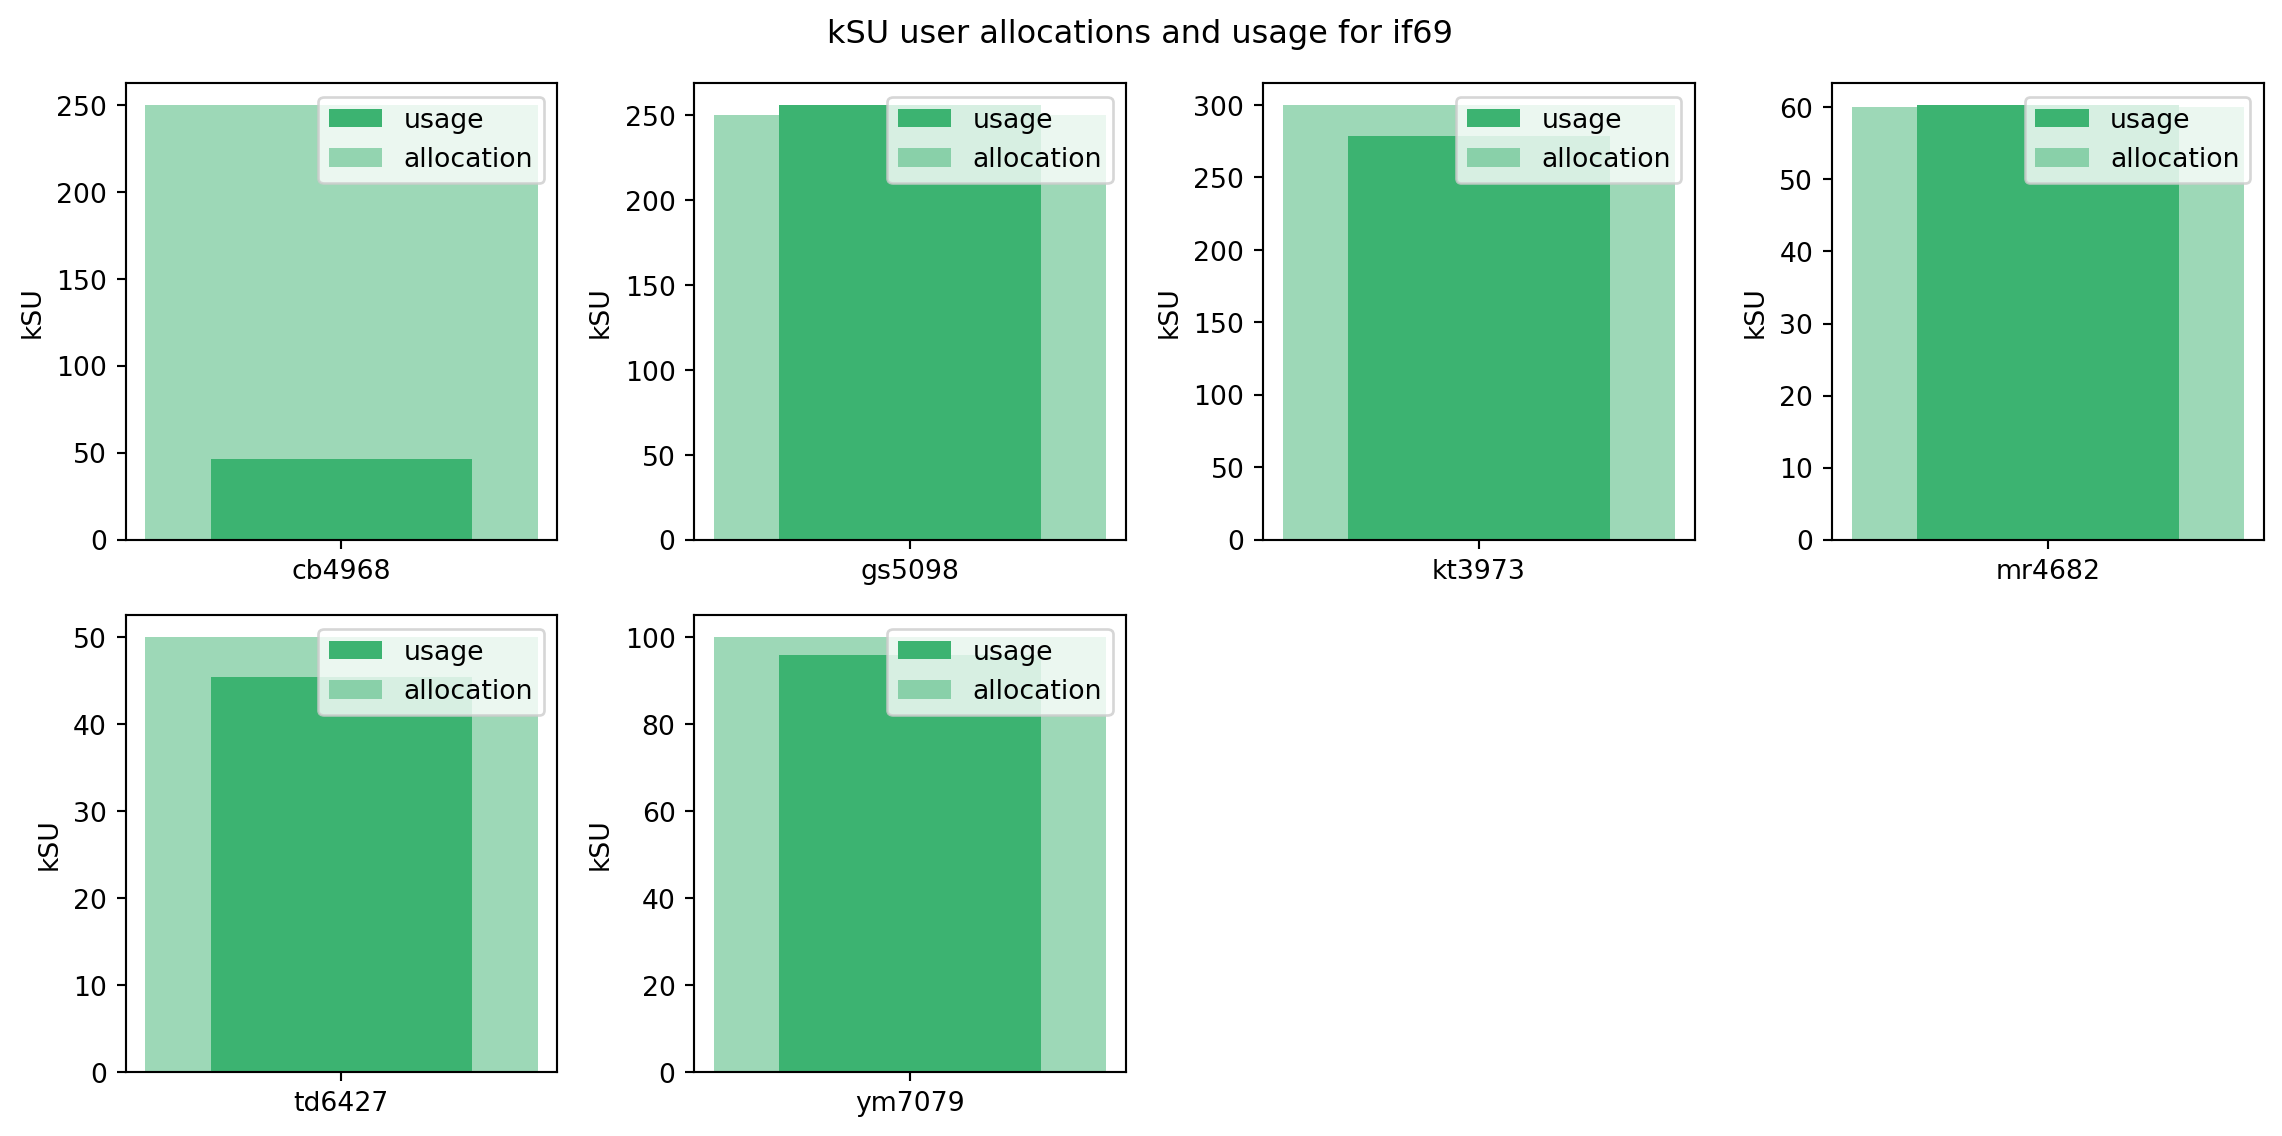 kSU user allocations and usage for if69
kSU
250
200
150
100
50
0
usage
allocation
cb4968
kSU
250
200
150
100
50
0
usage
allocation
gs5098
kSU
300
250
200
150
100
50
0
usage
allocation
kt3973
kSU
60
50
40
30
20
10
0
usage
allocation
mr4682
kSU
50
40
30
20
10
0
usage
allocation
td6427
kSU
100
80
60
40
20
0
usage
allocation
ym7079